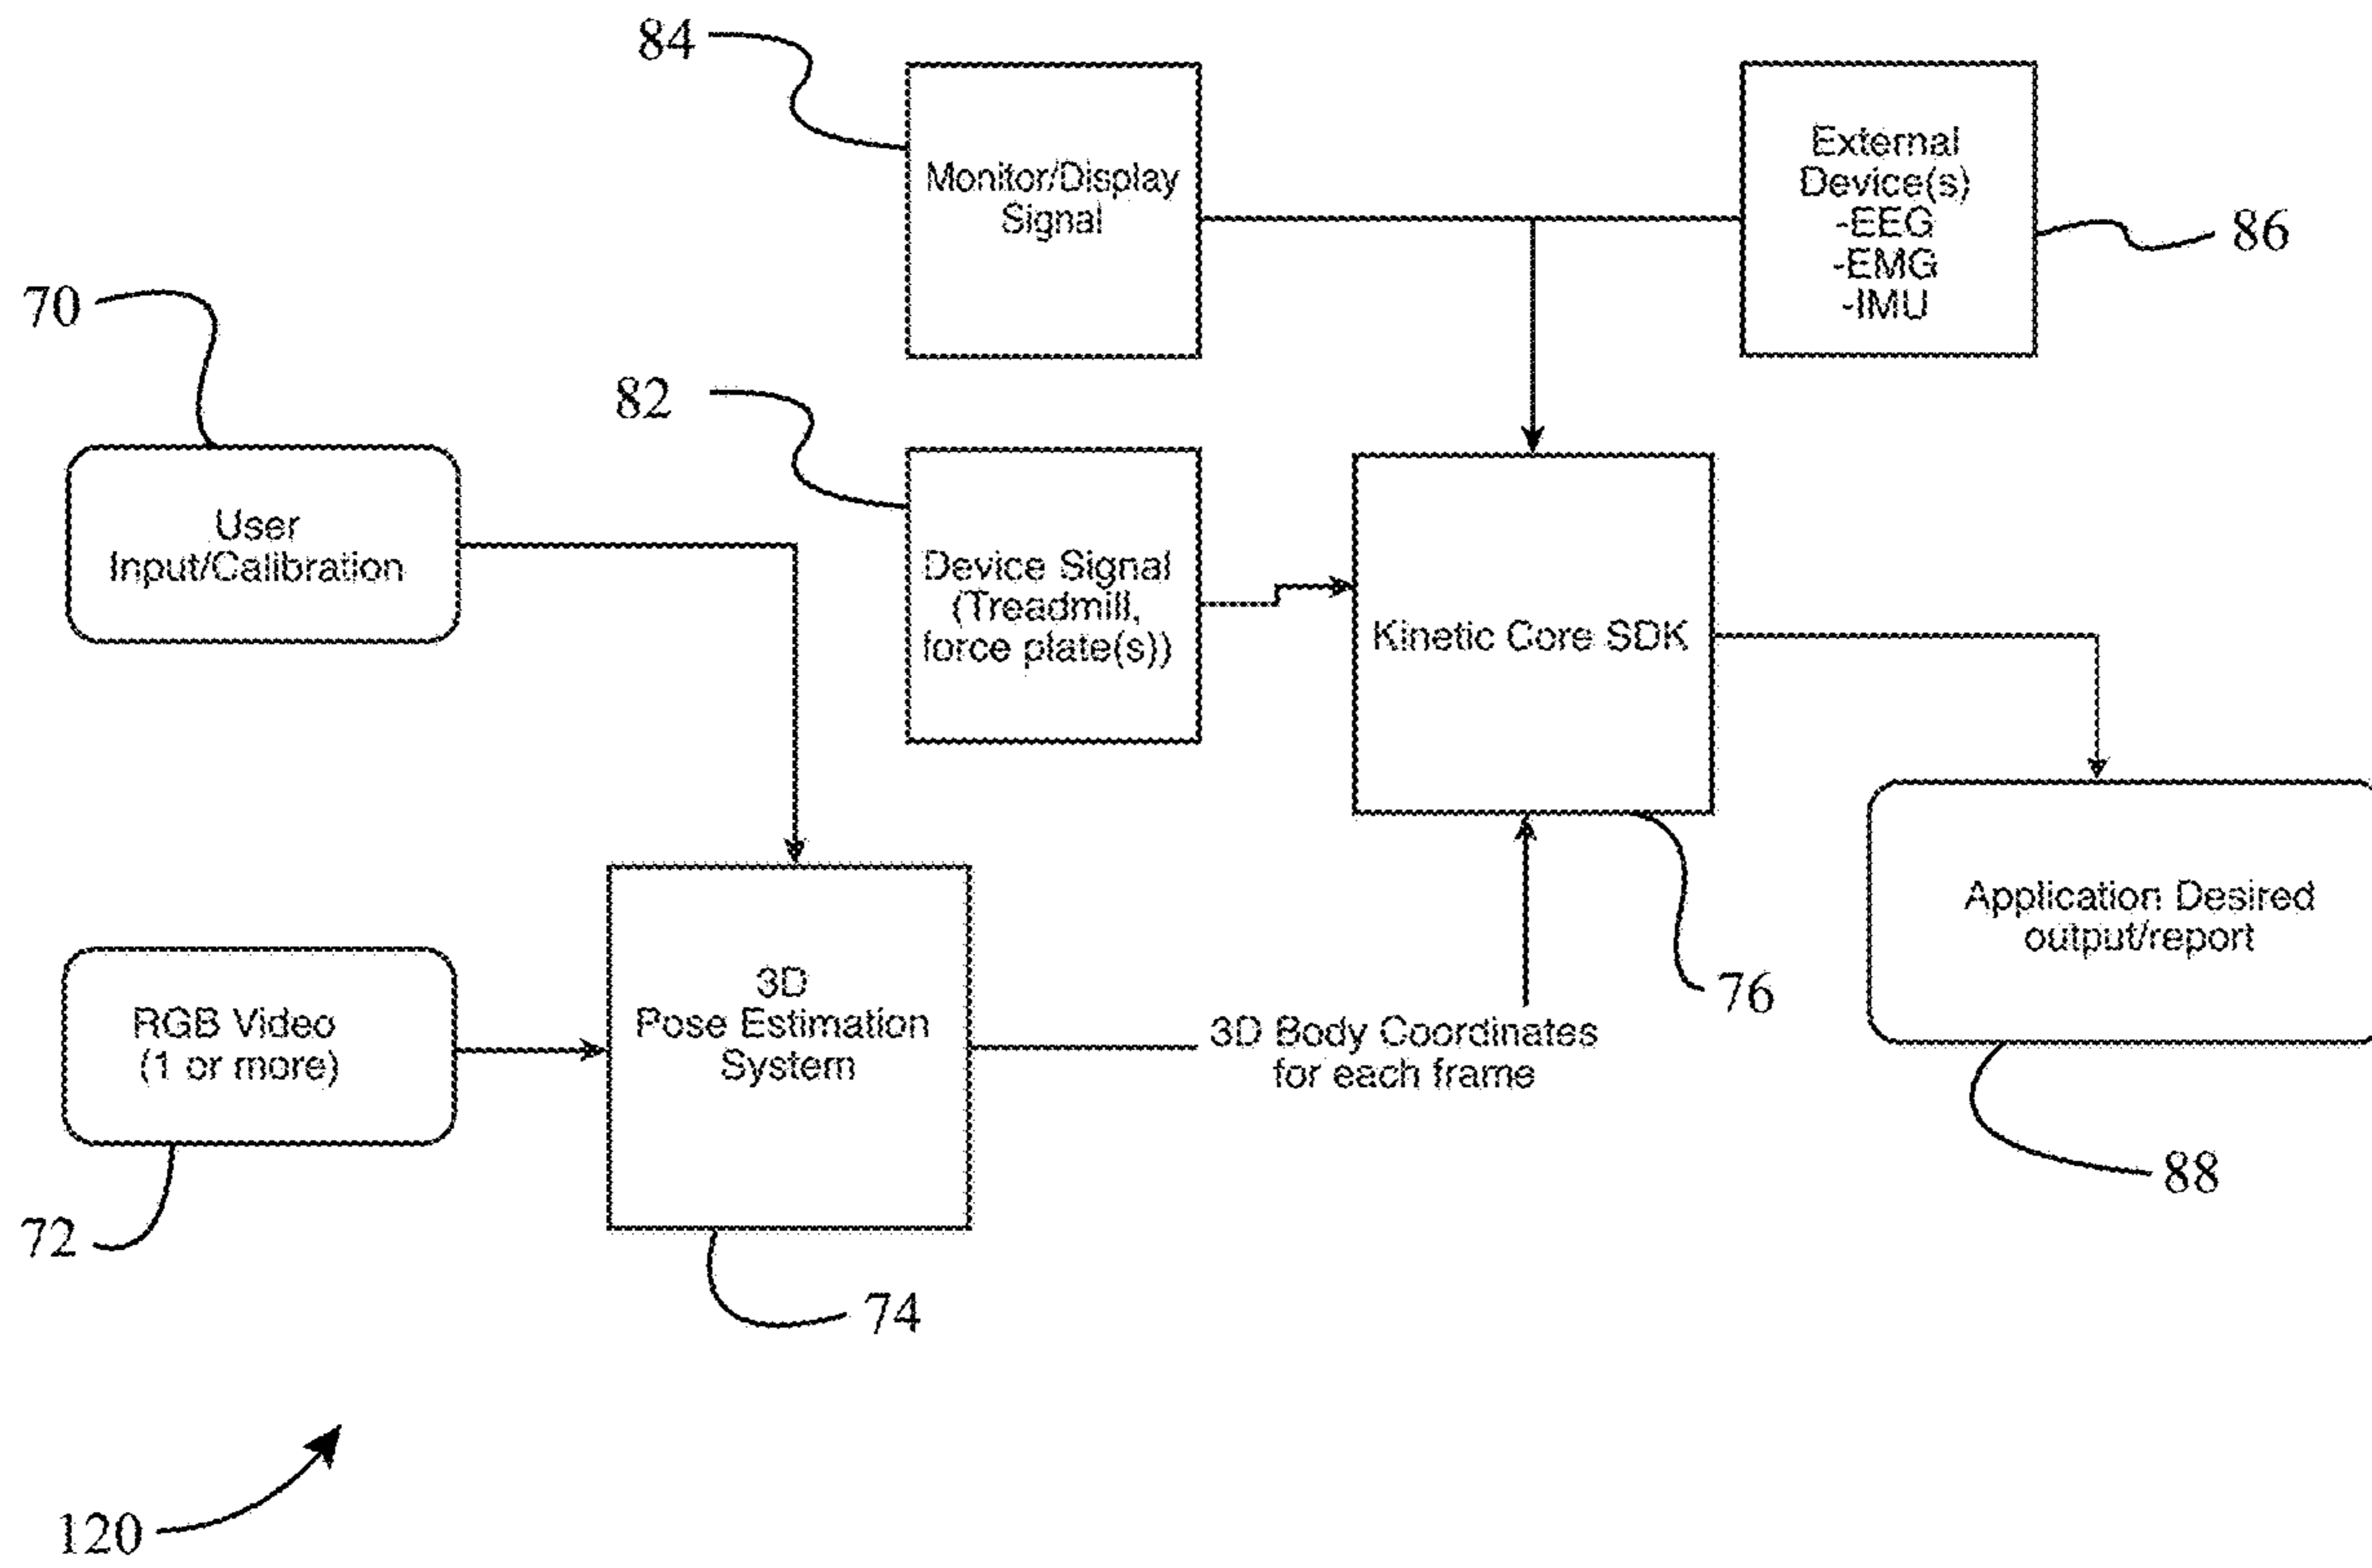 84
Monitor/Display
Signal
External
Device(s)
-EEG
-EMG
-IMU
86
70
User
Input/Calibration
82
Device Signal
(Treadmill,
force plate(s))
Kinetic Core SDK
76
RGB Video
(1 or more)
72
3D
Pose Estimation
System
74
3D Body Coordinates
for each frame
Application Desired
output/report
88
120